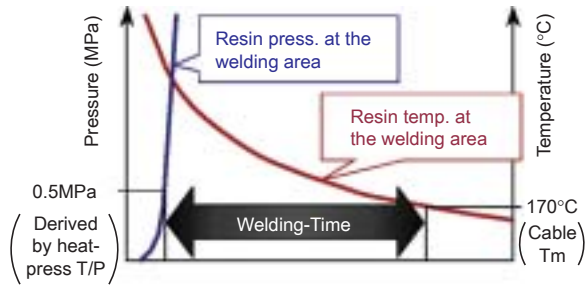 Pressure (MPa)
Resin press. at the
welding area
Resin temp. at
the welding area
Temperature (°C)
0.5MPa
(Derived
by heat-
press T/P)
Welding-Time
170°C
(Cable
Tm)